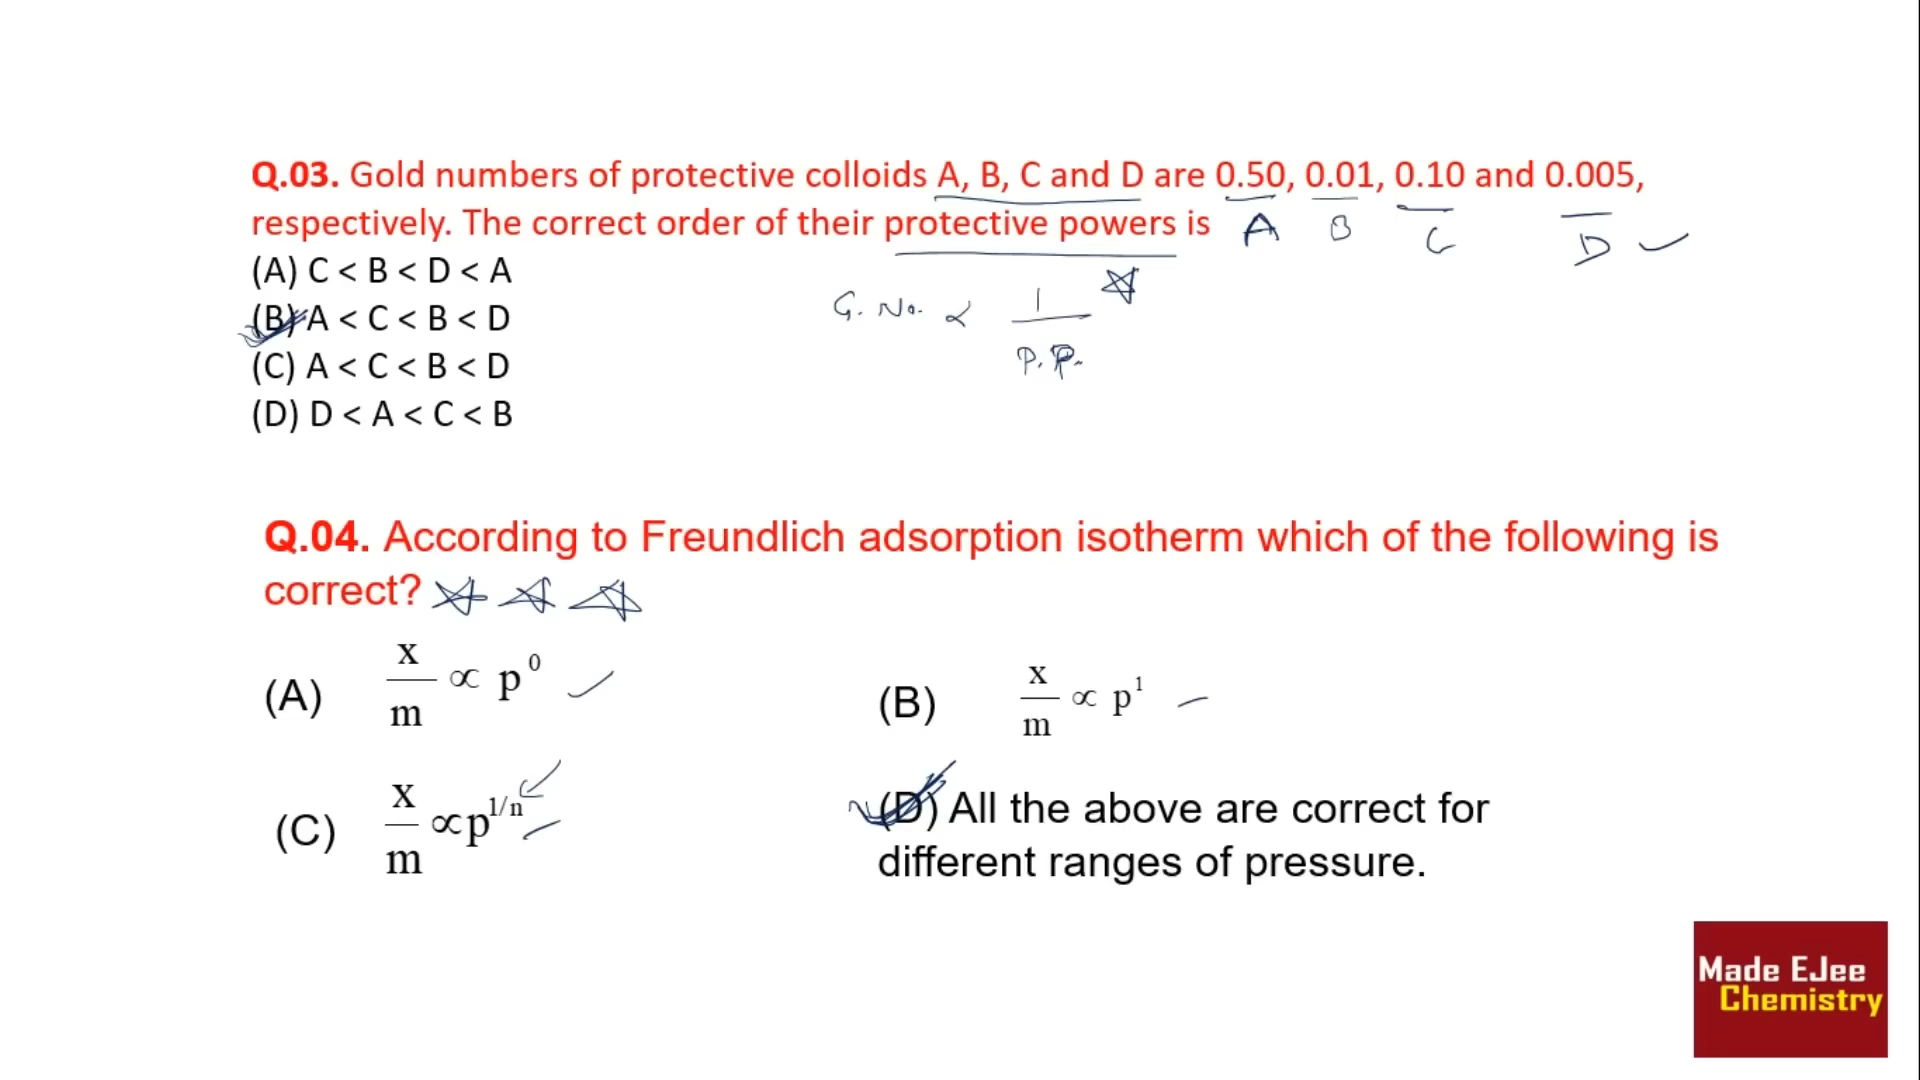 Q.03. Gold numbers of protective colloids A, B, C and D are 0.50, 0.01, 0.10 and 0.005,
respectively. The correct order of their protective powers is
A B C D
(A) C < B < D < A
(B) A < C < B < D
(C) A < C < B < D
(D) D < A < C < B
G. No. ∝ 1/P.P.
Q.04. According to Freundlich adsorption isotherm which of the following is
correct?
(A) x/m ∝ p⁰
(B) x/m ∝ p¹
(C) x/m ∝p^1/n
(D) All the above are correct for
different ranges of pressure.
Made EJee
Chemistry